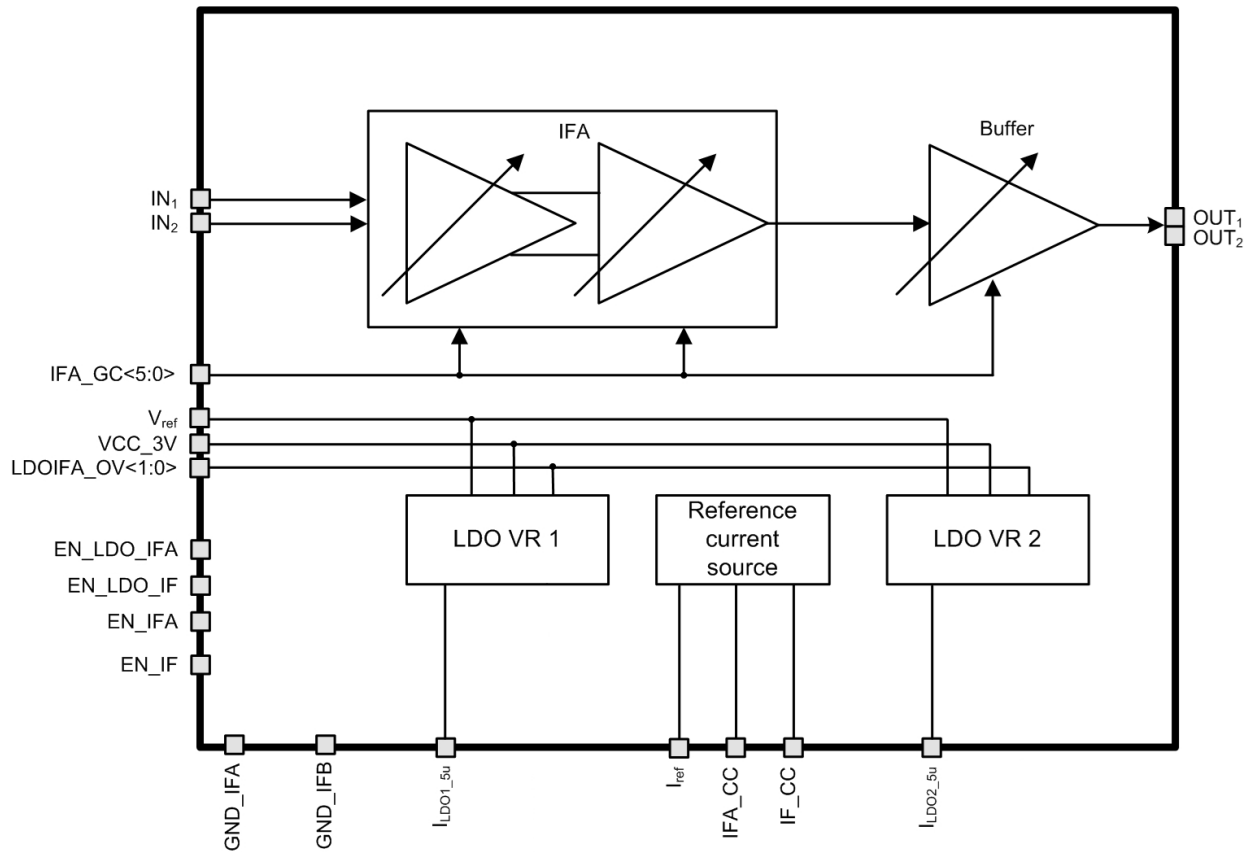 IFA
Buffer
IN₁
IN₂
OUT₁
OUT₂
IFA_GC<5:0>
Vref
VCC_3V
LDOIFA_OV<1:0>
LDO VR 1
Reference
current
source
LDO VR 2
EN_LDO_IFA
EN_LDO_IF
EN_IFA
EN_IF
GND_IFA
GND_IFB
ILDO1_5u
Iref
IFA_CC
IF_CC
ILDO2_5u